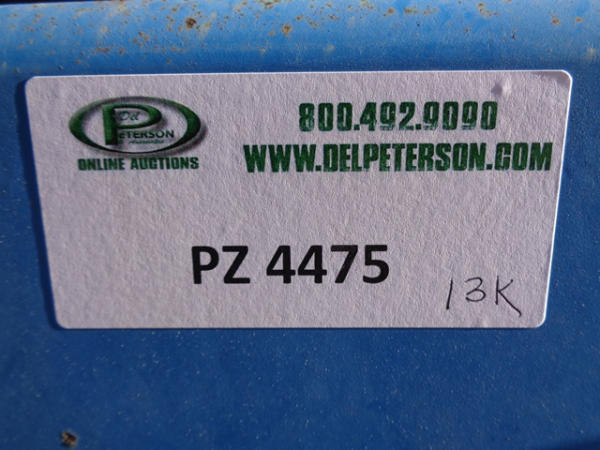 Del
PETERSON
ONLINE AUCTIONS
800.492.9090
WWW.DELPETERSON.COM
PZ 4475
13K